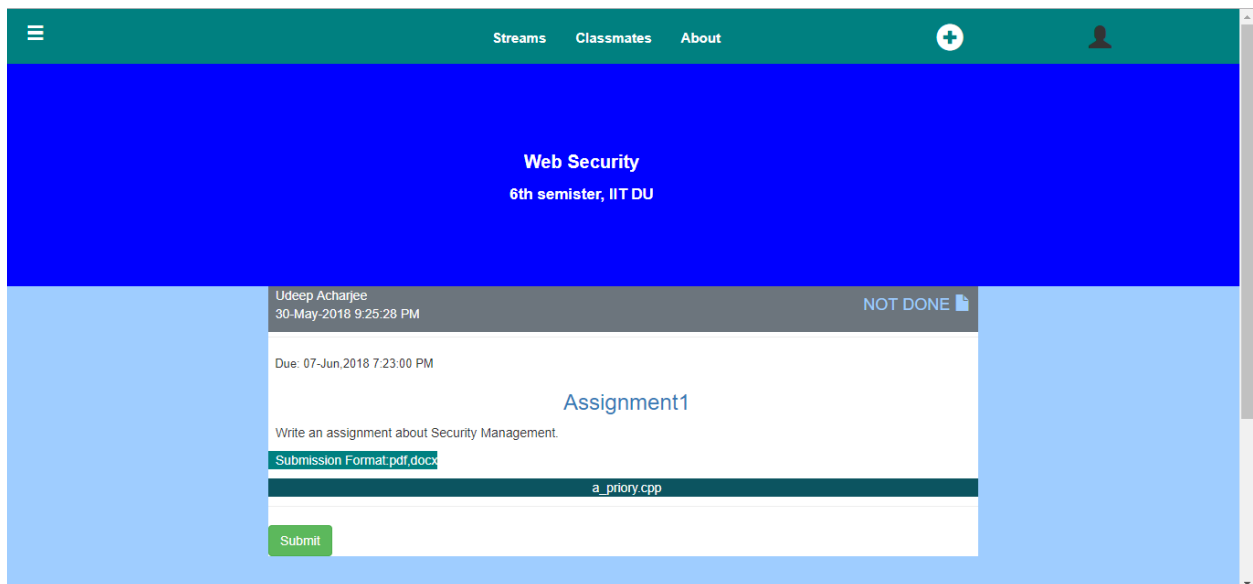 Streams Classmates About
Web Security
6th semister, IIT DU
Udeep Acharjee
30-May-2018 9:25:28 PM
NOT DONE
Due: 07-Jun,2018 7:23:00 PM
Assignment1
Write an assignment about Security Management.
Submission Format:pdf,docx
a_priory.cpp
Submit